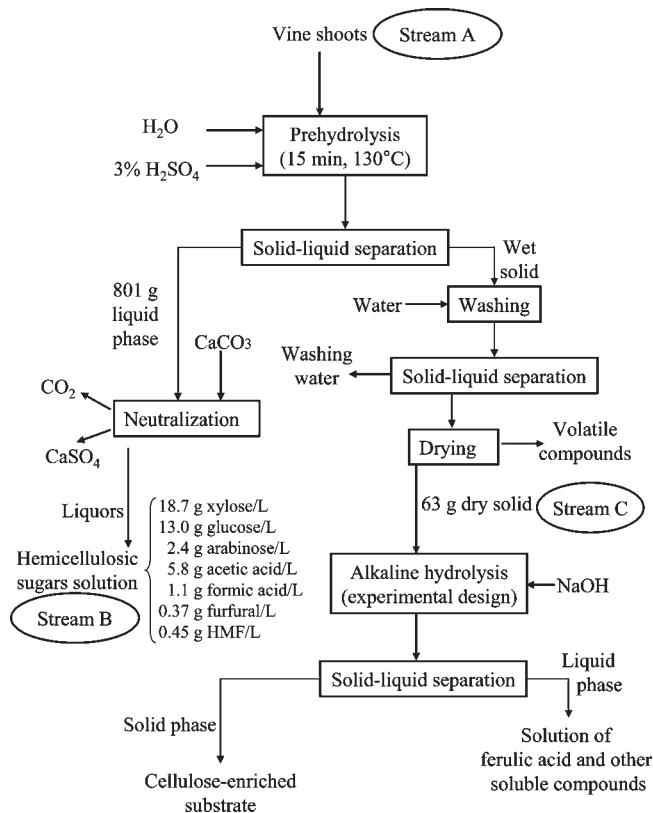 Vine shoots
Stream A
H₂O
3% H₂SO₄
Prehydrolysis
(15 min, 130°C)
Solid-liquid separation
Wet
solid
801 g
liquid
phase
Water
Washing
CaCO₃
Washing
water
Solid-liquid separation
CO₂
Neutralization
CaSO₄
Drying
Volatile
compounds
63 g dry solid
Stream C
Liquors
Hemicellulosic
sugars solution
Stream B
18.7 g xylose/L
13.0 g glucose/L
2.4 g arabinose/L
5.8 g acetic acid/L
1.1 g formic acid/L
0.37 g furfural/L
0.45 g HMF/L
Alkaline hydrolysis
(experimental design)
NaOH
Solid-liquid separation
Liquid
phase
Solid phase
Solution of
ferulic acid and other
soluble compounds
Cellulose-enriched
substrate